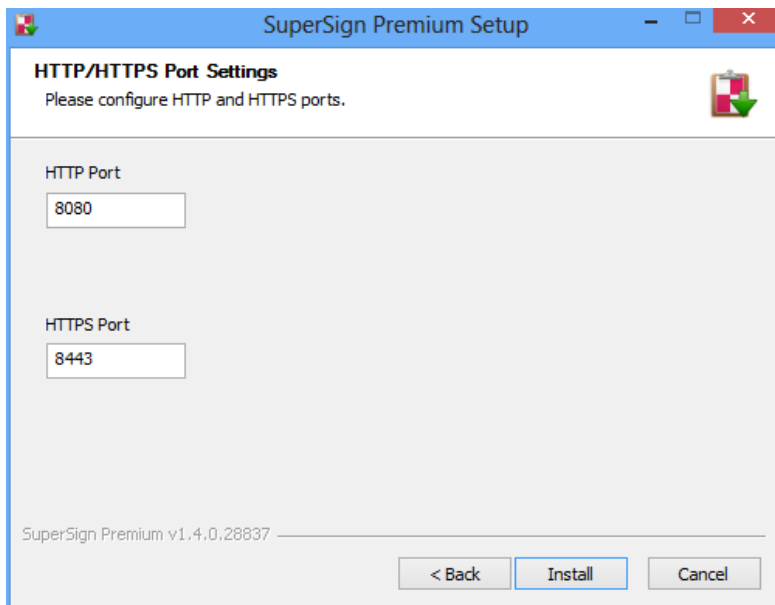 SuperSign Premium Setup
HTTP/HTTPS Port Settings
Please configure HTTP and HTTPS ports.
HTTP Port
8080
HTTPS Port
8443
SuperSign Premium v1.4.0.28837
< Back Install Cancel